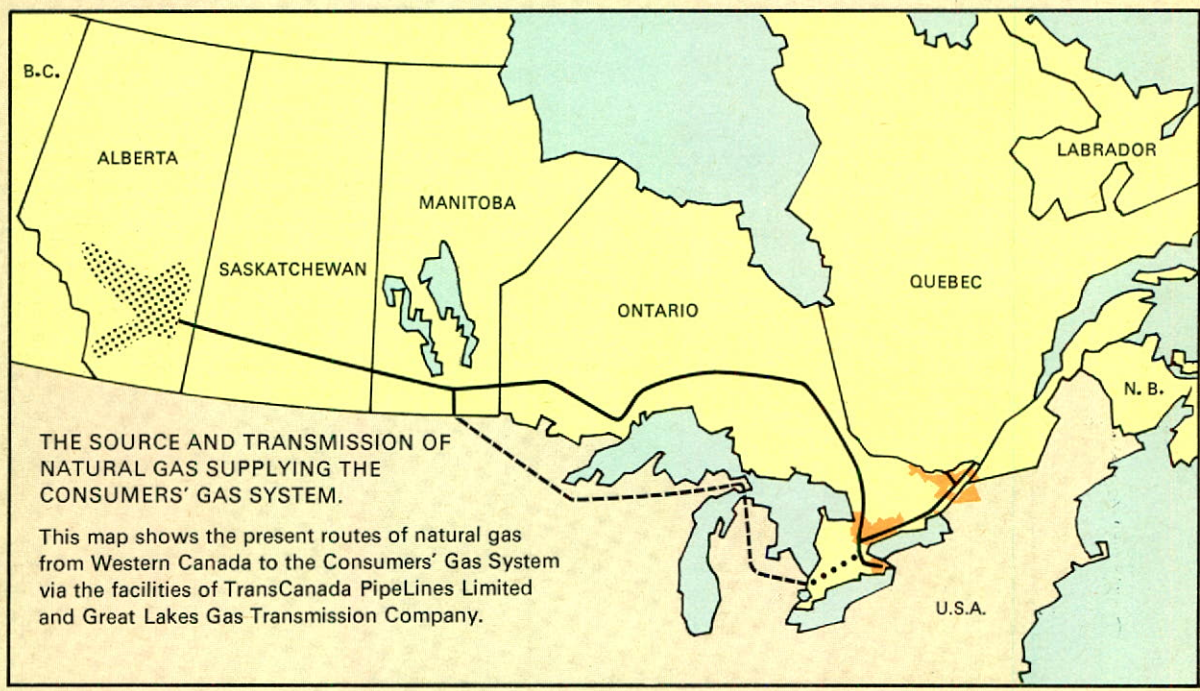 B.C.
ALBERTA
LABRADOR
MANITOBA
SASKATCHEWAN
QUEBEC
ONTARIO
N. B.
THE SOURCE AND TRANSMISSION OF
NATURAL GAS SUPPLYING THE
CONSUMERS' GAS SYSTEM.
This map shows the present routes of natural gas
from Western Canada to the Consumers' Gas System
via the facilities of TransCanada PipeLines Limited
and Great Lakes Gas Transmission Company.
U.S.A.